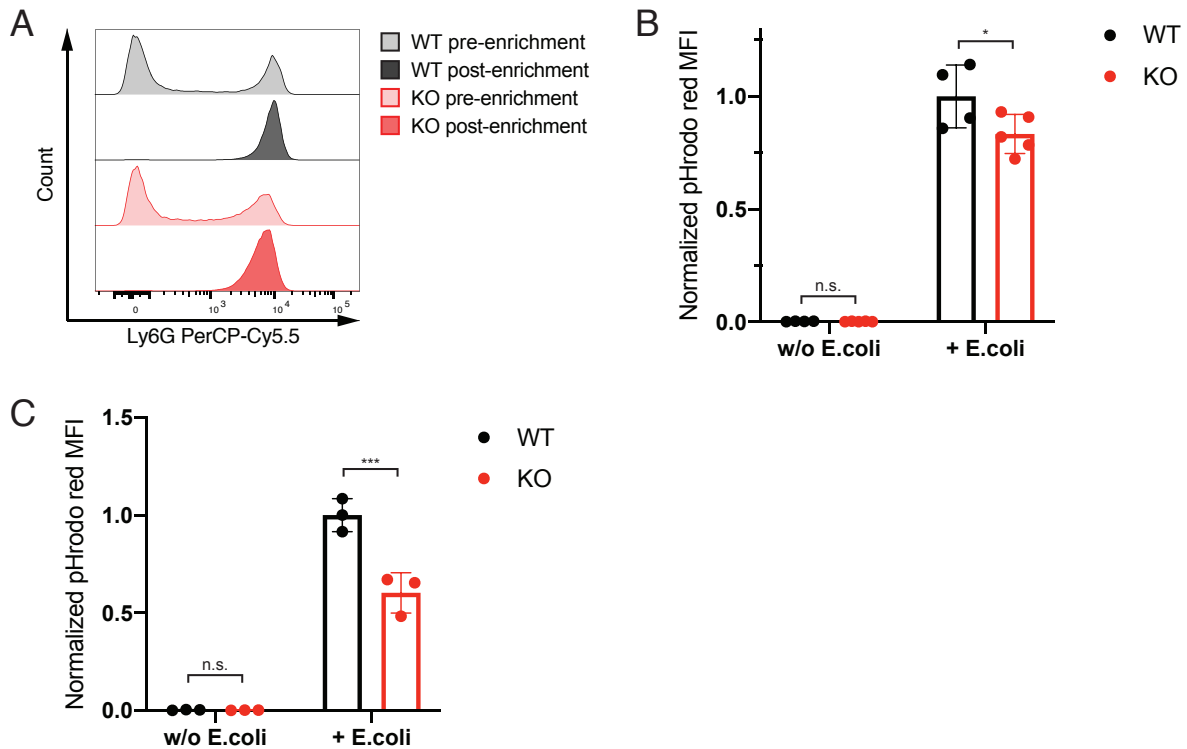 A
WT pre-enrichment
WT post-enrichment
KO pre-enrichment
KO post-enrichment
Count
0
10^3
10^4
10^5
Ly6G PerCP-Cy5.5
B
Normalized pHrodo red MFI
1.0
0.5
0.0
n.s.
*
w/o E.coli
+ E.coli
WT
KO
C
Normalized pHrodo red MFI
1.5
1.0
0.5
0.0
n.s.
***
w/o E.coli
+ E.coli
WT
KO